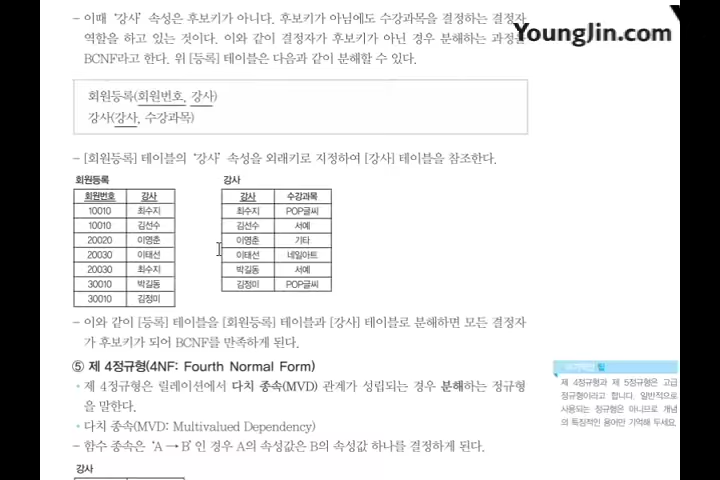 - 이때 '강사' 속성은 후보키가 아니다. 후보키가 아님에도 수강과목을 결정하는 결정자
역할을 하고 있는 것이다. 이와 같이 결정자가 후보키가 아닌 경우 분해하는 과정을
BCNF라고 한다. 위 [등록] 테이블은 다음과 같이 분해할 수 있다.
YoungJin.com
회원등록(회원번호, 강사)
강사(강사, 수강과목)
- [회원등록] 테이블의 '강사' 속성을 외래키로 지정하여 [강사] 테이블을 참조한다.
회원등록
회원번호 강사
10010 최수지
10010 김선수
20020 이영춘
20030 이태선
20030 최수지
30010 박길동
30010 김정미
강사
강사 수강과목
최수지 POP글씨
김선수 서예
이영춘 기타
이태선 네일아트
박길동 서예
김정미 POP글씨
- 이와 같이 [등록] 테이블을 [회원등록] 테이블과 [강사] 테이블로 분해하면 모든 결정자
가 후보키가 되어 BCNF를 만족하게 된다.
⑤ 제 4정규형(4NF: Fourth Normal Form)
• 제 4정규형은 릴레이션에서 다치 종속(MVD) 관계가 성립되는 경우 분해하는 정규형
을 말한다.
• 다치 종속(MVD: Multivalued Dependency)
- 함수 종속은 'A → B'인 경우 A의 속성값은 B의 속성값 하나를 결정하게 된다.
강사
팁
제 4정규형과 제 5정규형은 고급
정규형이라고 합니다. 일반적으로
사용되는 정규형은 아니므로 개념
의 특징적인 용어만 기억해 두세요.